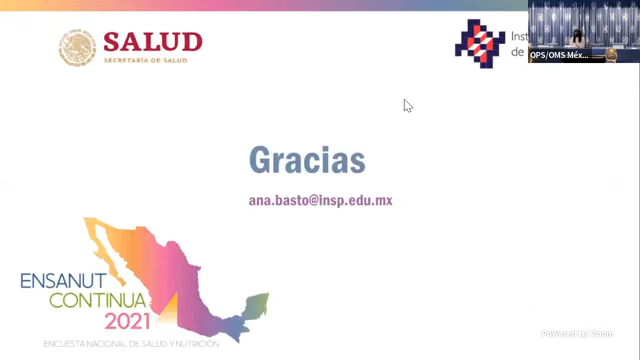 SALUD
SECRETARÍA DE SALUD
Inst
de
OPS/OMS Méx...
Gracias
ana.basto@insp.edu.mx
ENSANUT
CONTINUA
2021
ENCUESTA NACIONAL DE SALUD Y NUTRICIÓN
Powered by Zoom